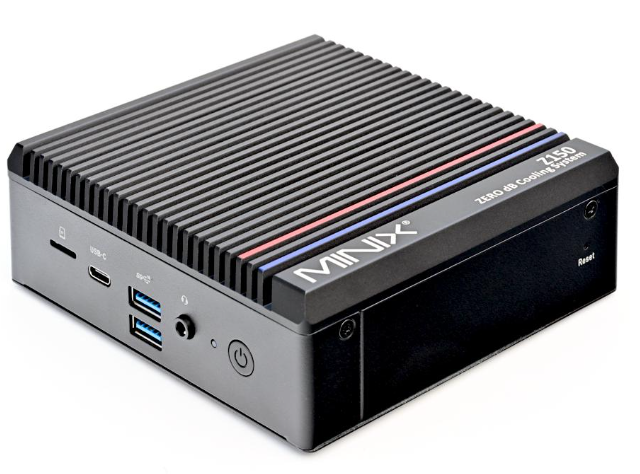 Z150
ZERO dB Cooling System
MINIX®
USB-C
Reset